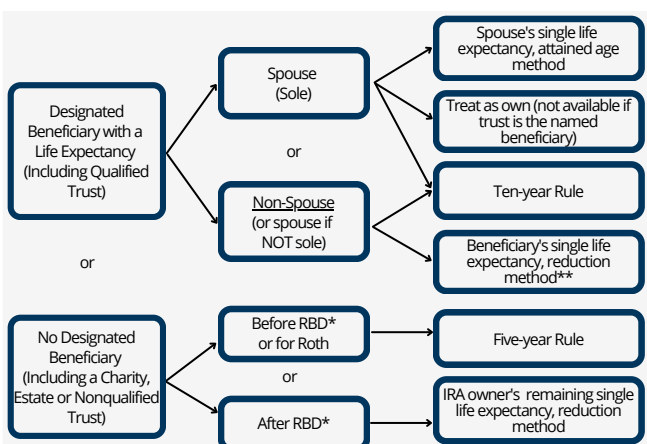 Designated
Beneficiary with a
Life Expectancy
(Including Qualified
Trust)
or
No Designated
Beneficiary
(Including a Charity,
Estate or Nonqualified
Trust)
Spouse
(Sole)
or
Non-Spouse
(or spouse if
NOT sole)
Before RBD*
or for Roth
or
After RBD*
Spouse's single life
expectancy, attained age
method
Treat as own (not available if
trust is the named
beneficiary)
Ten-year Rule
Beneficiary's single life
expectancy, reduction
method**
Five-year Rule
IRA owner's remaining single
life expectancy, reduction
method